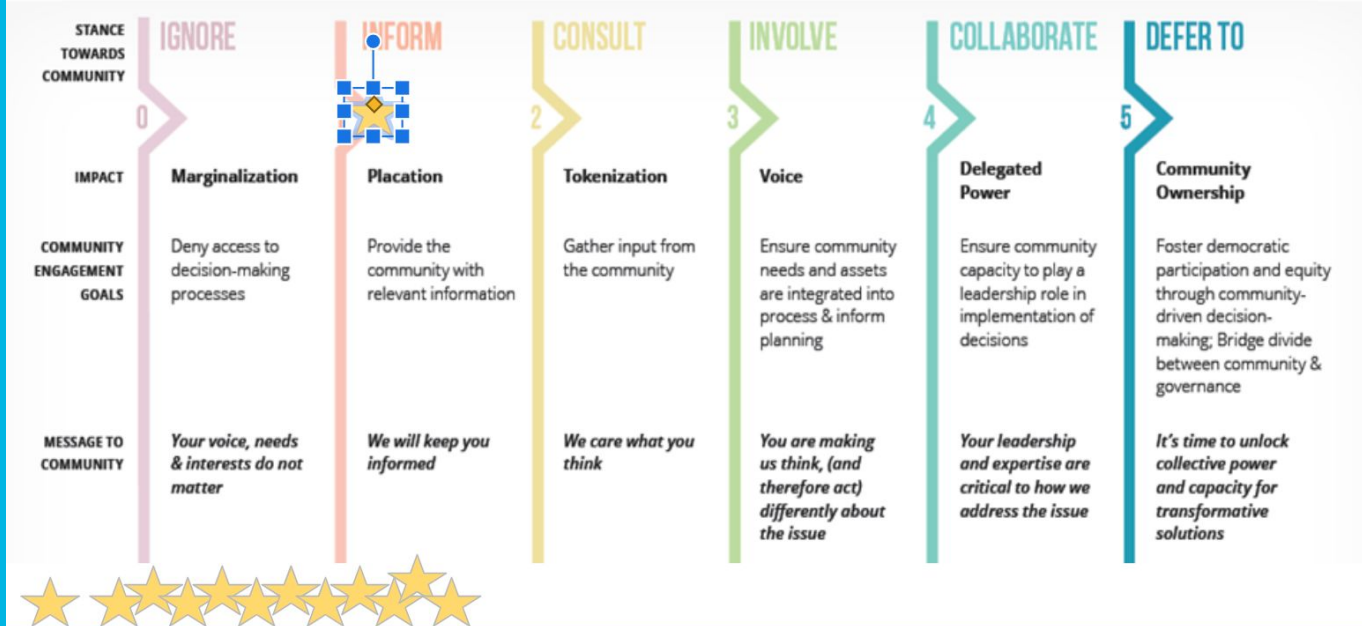 STANCE
TOWARDS
COMMUNITY
IGNORE
INFORM
CONSULT
INVOLVE
COLLABORATE
DEFER TO
0
2
3
4
5
IMPACT
Marginalization
Placation
Tokenization
Voice
Delegated
Power
Community
Ownership
COMMUNITY
ENGAGEMENT
GOALS
Deny access to
decision-making
processes
Provide the
community with
relevant information
Gather input from
the community
Ensure community
needs and assets
are integrated into
process & inform
planning
Ensure community
capacity to play a
leadership role in
implementation of
decisions
Foster democratic
participation and equity
through community-
driven decision-
making; Bridge divide
between community &
governance
MESSAGE TO
COMMUNITY
Your voice, needs
& interests do not
matter
We will keep you
informed
We care what you
think
You are making
us think, (and
therefore act)
differently about
the issue
Your leadership
and expertise are
critical to how we
address the issue
It's time to unlock
collective power
and capacity for
transformative
solutions